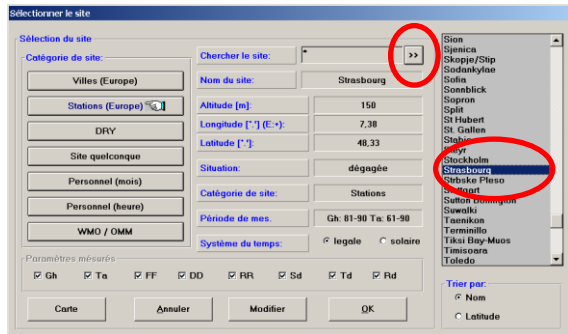 Sélectionner le site
Sélection du site
Catégorie de site:
Villes (Europe)
Stations (Europe)
DRY
Site quelconque
Personnel (mois)
Personnel (heure)
WMO / OMM
Chercher le site: * >>
Nom du site: Strasbourg
Altitude [m]: 150
Longitude [°.'] (E:+): 7,38
Latitude [°.']: 48,33
Situation: dégagée
Catégorie de site: Stations
Période de mes. Gh: 81-90 Ta: 61-90
Système du temps: legale solaire
Paramètres mésurés
Gh Ta FF DD RR Sd Td Rd
Carte Annuler Modifier OK
Sion
Sjenica
Skopje/Stip
Sodankylae
Sofia
Sonnblick
Sopron
Split
St Hubert
St. Gallen
Stockholm
Strasbourg
Strbske Pleso
Stuttgart
Sutton Bonington
Suwalki
Taenikon
Terminillo
Tiksi Bay-Muos
Timisoara
Toledo
Trier par:
Nom
Latitude